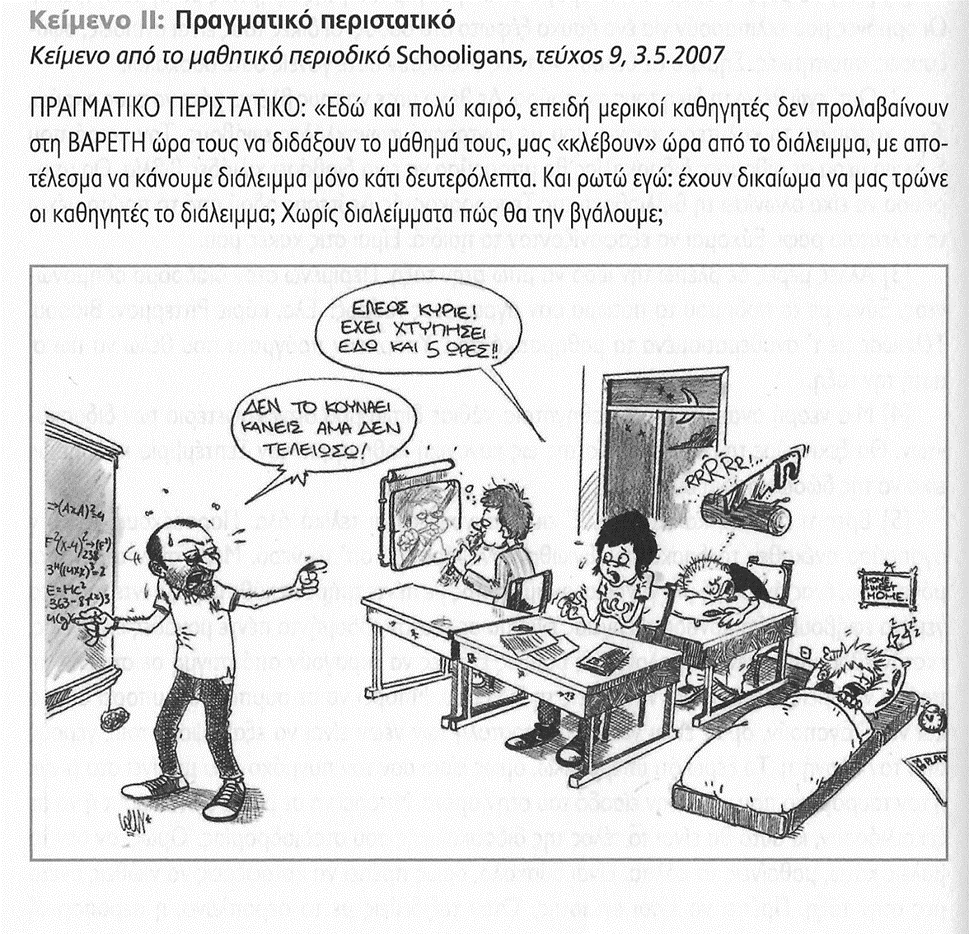 Κείμενο ΙΙ: Πραγματικό περιστατικό
Κείμενο από το μαθητικό περιοδικό Schooligans, τεύχος 9, 3.5.2007
ΠΡΑΓΜΑΤΙΚΟ ΠΕΡΙΣΤΑΤΙΚΟ: «Εδώ και πολύ καιρό, επειδή μερικοί καθηγητές δεν προλαβαίνουν
στη ΒΑΡΕΤΗ ώρα τους να διδάξουν το μάθημά τους, μας «κλέβουν» ώρα από το διάλειμμα, με απο-
τέλεσμα να κάνουμε διάλειμμα μόνο κάτι δευτερόλεπτα. Και ρωτώ εγώ: έχουν δικαίωμα να μας τρώνε
οι καθηγητές το διάλειμμα; Χωρίς διαλείμματα πώς θα την βγάλουμε;
ΕΛΕΟΣ ΚΥΡΙΕ!
ΕΧΕΙ ΧΤΥΠΗΣΕΙ
ΕΔΩ ΚΑΙ 5 ΩΡΕΣ!!
ΔΕΝ ΤΟ ΚΟΥΝΑΕΙ
ΚΑΝΕΙΣ ΑΜΑ ΔΕΝ
ΤΕΛΕΙΩΣΩ!
RRRRR!...
E=Mc²
HOME
SWEET
HOME